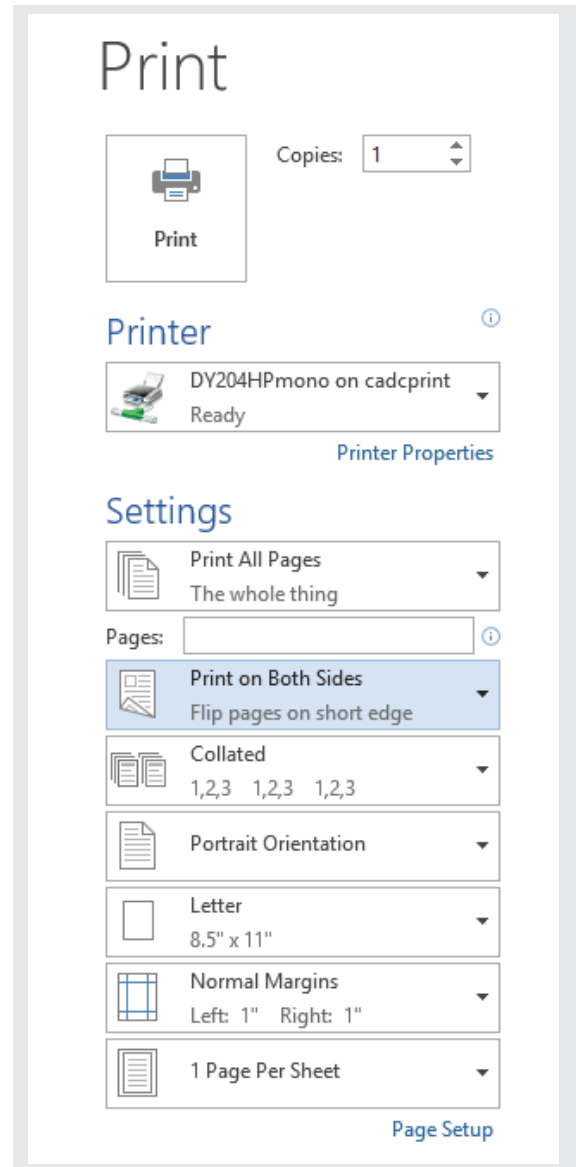 Print
Copies: 1
Print
Printer
DY204HPmono on cadcprint
Ready
Printer Properties
Settings
Print All Pages
The whole thing
Pages:
Print on Both Sides
Flip pages on short edge
Collated
1,2,3 1,2,3 1,2,3
Portrait Orientation
Letter
8.5" x 11"
Normal Margins
Left: 1" Right: 1"
1 Page Per Sheet
Page Setup